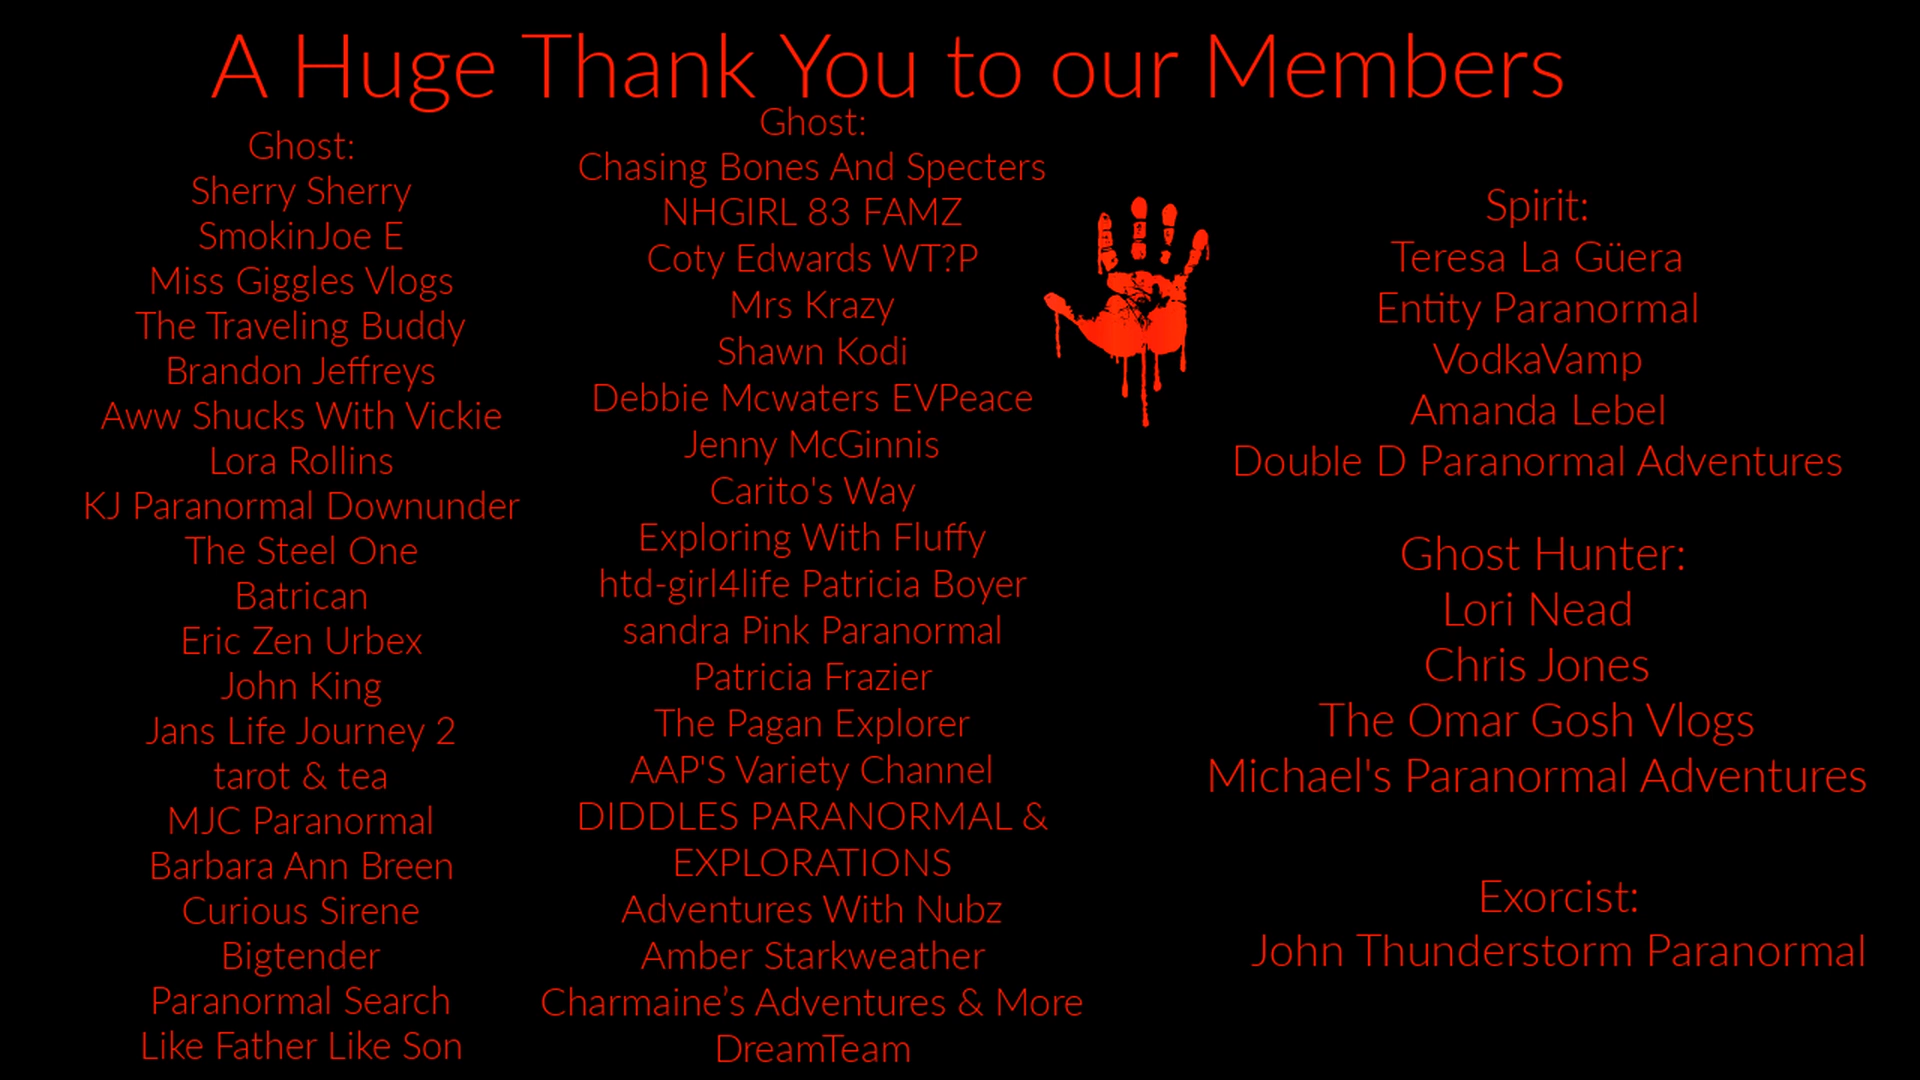 A Huge Thank You to our Members
Ghost:
Sherry Sherry
SmokinJoe E
Miss Giggles Vlogs
The Traveling Buddy
Brandon Jeffreys
Aww Shucks With Vickie
Lora Rollins
KJ Paranormal Downunder
The Steel One
Batrican
Eric Zen Urbex
John King
Jans Life Journey 2
tarot & tea
MJC Paranormal
Barbara Ann Breen
Curious Sirene
Bigtender
Paranormal Search
Like Father Like Son
Ghost:
Chasing Bones And Specters
NHGIRL 83 FAMZ
Coty Edwards WT?P
Mrs Krazy
Shawn Kodi
Debbie Mcwaters EVPeace
Jenny McGinnis
Carito's Way
Exploring With Fluffy
htd-girl4life Patricia Boyer
sandra Pink Paranormal
Patricia Frazier
The Pagan Explorer
AAP'S Variety Channel
DIDDLES PARANORMAL &
EXPLORATIONS
Adventures With Nubz
Amber Starkweather
Charmaine’s Adventures & More
DreamTeam
Spirit:
Teresa La Güera
Entity Paranormal
VodkaVamp
Amanda Lebel
Double D Paranormal Adventures
Ghost Hunter:
Lori Nead
Chris Jones
The Omar Gosh Vlogs
Michael's Paranormal Adventures
Exorcist:
John Thunderstorm Paranormal